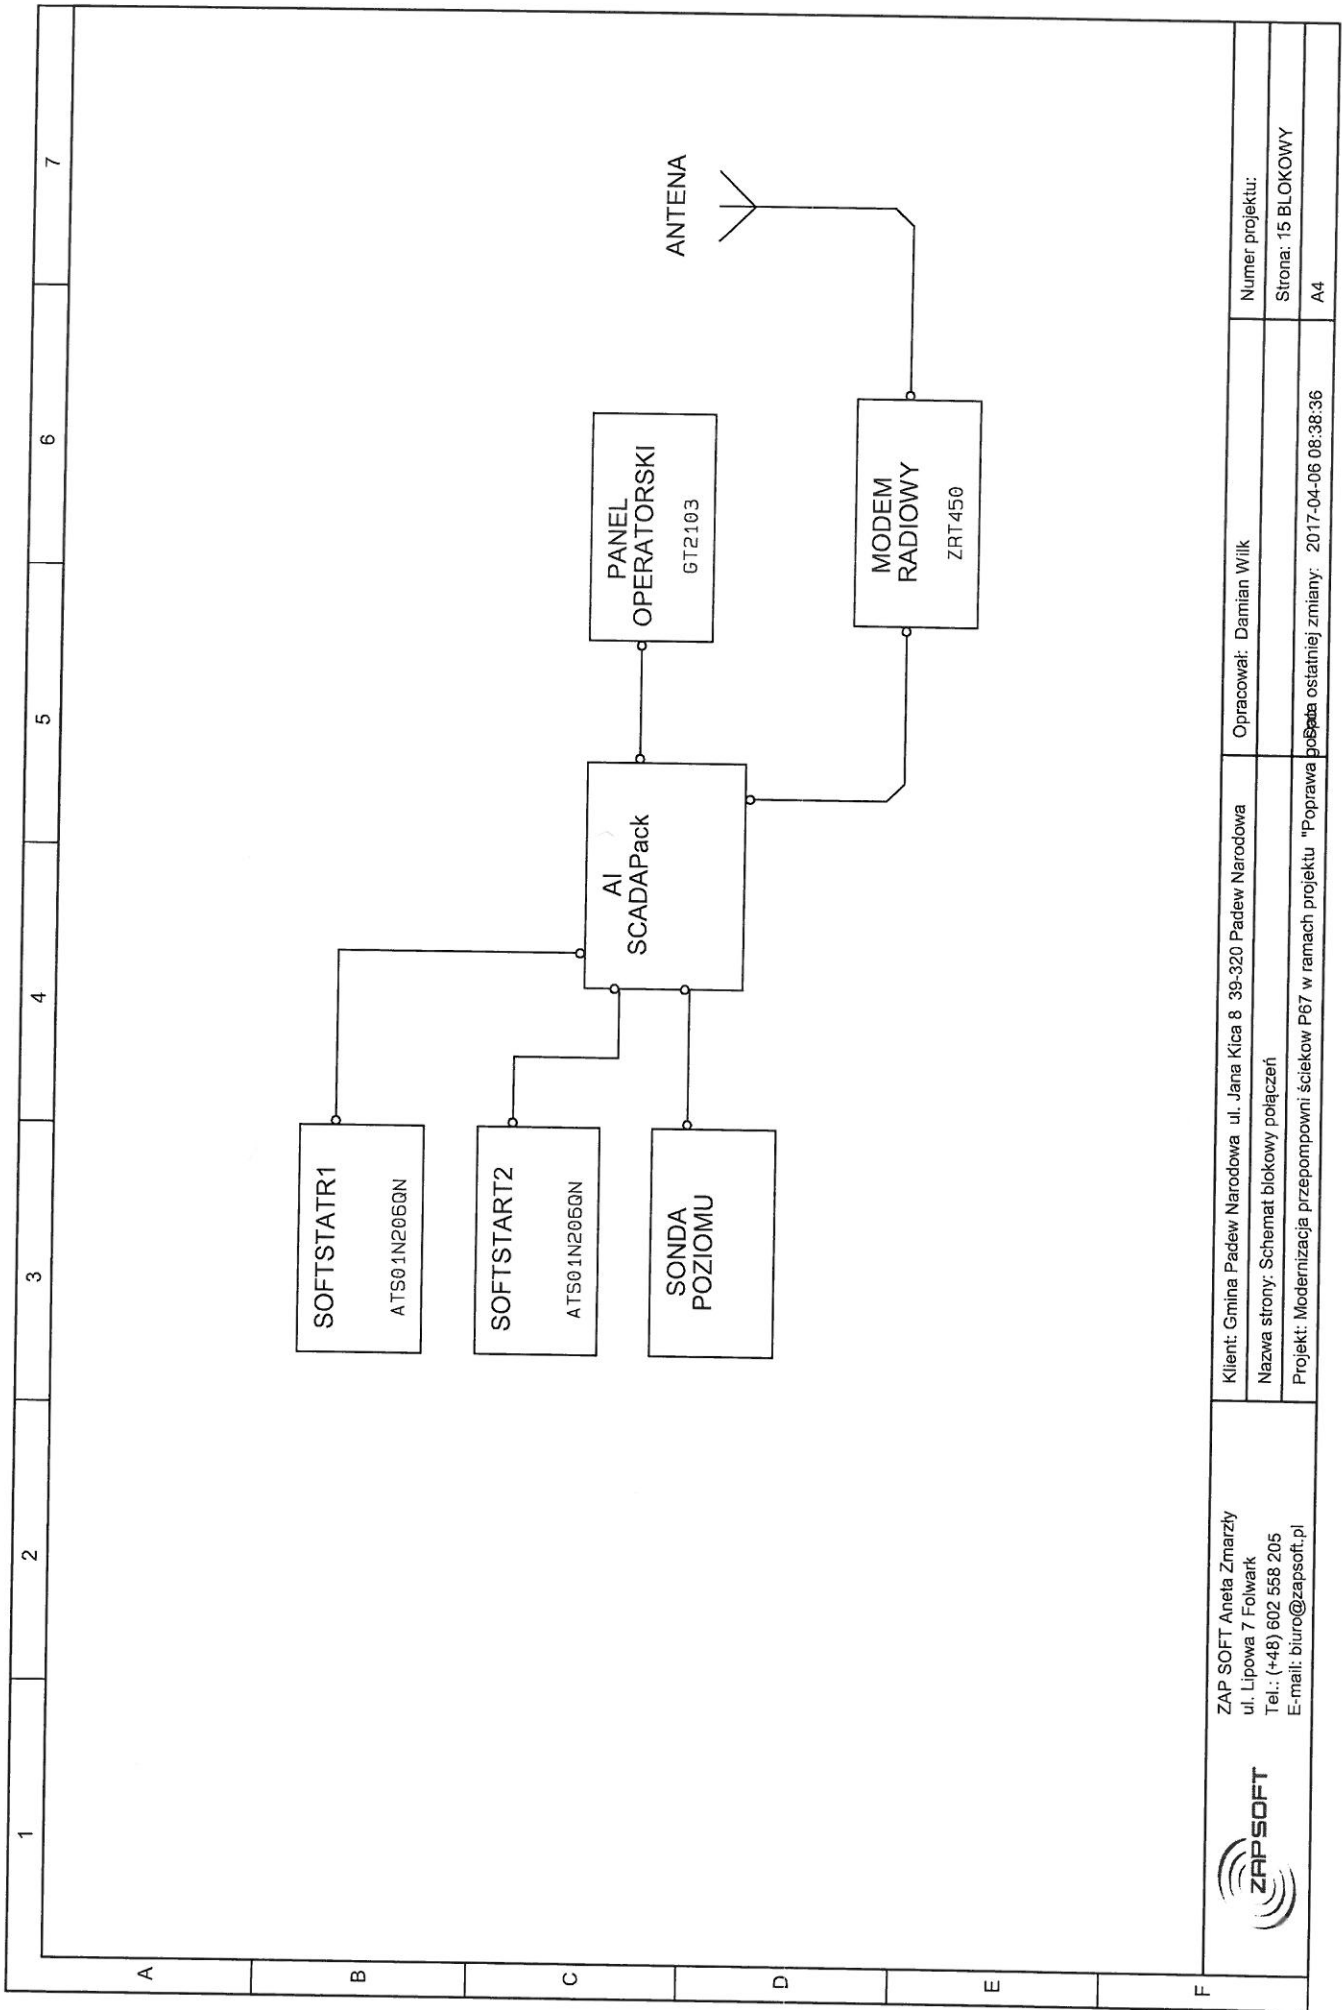 1 2 3 4 5 6 7
A
B
C
D
E
F
SOFTSTATR1
ATS01N206QN
SOFTSTART2
ATS01N206QN
SONDA
POZIOMU
AI
SCADAPack
PANEL
OPERATORSKI
GT2103
MODEM
RADIOWY
ZRT450
ANTENA
ZAPSOFT
ZAP SOFT Aneta Zmarzły
ul. Lipowa 7 Folwark
Tel.: (+48) 602 558 205
E-mail: biuro@zapsoft.pl
Klient: Gmina Padew Narodowa ul. Jana Kica 8 39-320 Padew Narodowa
Opracował: Damian Wilk
Numer projektu:
Nazwa strony: Schemat blokowy połączeń
Strona: 15 BLOKOWY
Projekt: Modernizacja przepompowni ściekow P67 w ramach projektu "Poprawa
ostatniej zmiany: 2017-04-06 08:38:36
A4